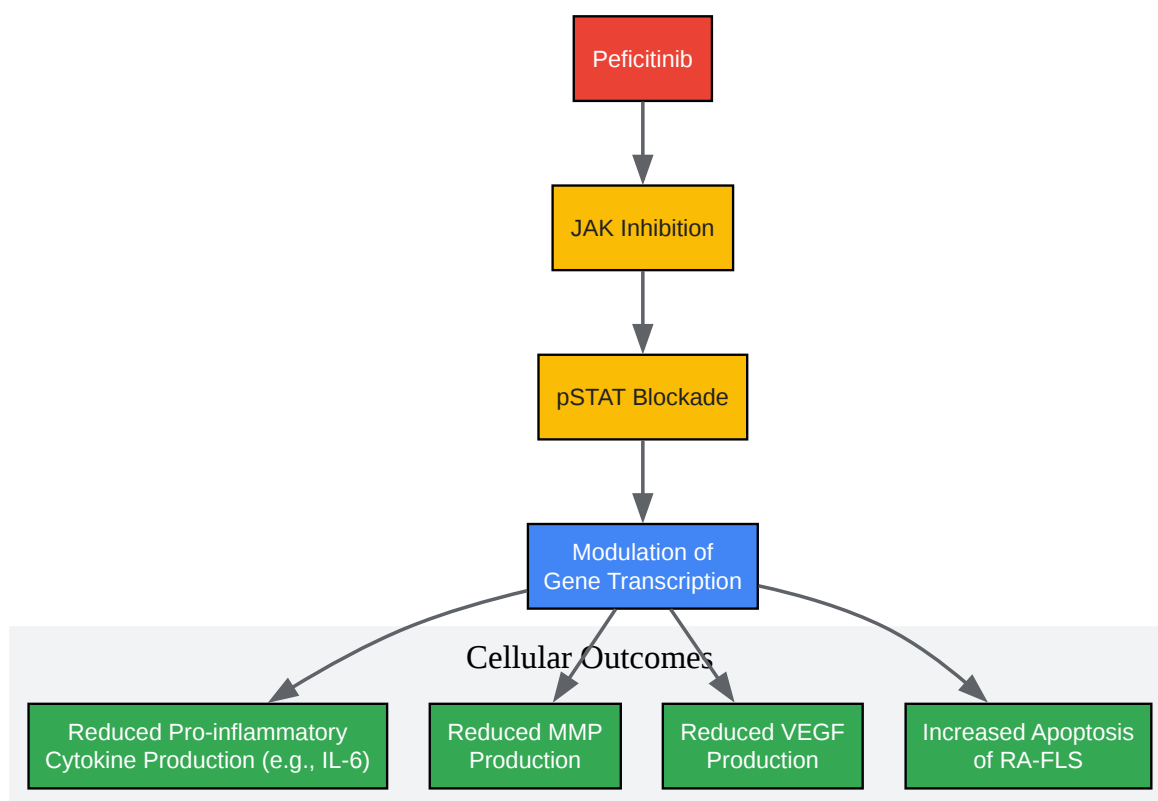 Peficitinib
JAK Inhibition
pSTAT Blockade
Modulation of
Gene Transcription
Cellular Outcomes
Reduced Pro-inflammatory
Cytokine Production (e.g., IL-6)
Reduced MMP
Production
Reduced VEGF
Production
Increased Apoptosis
of RA-FLS